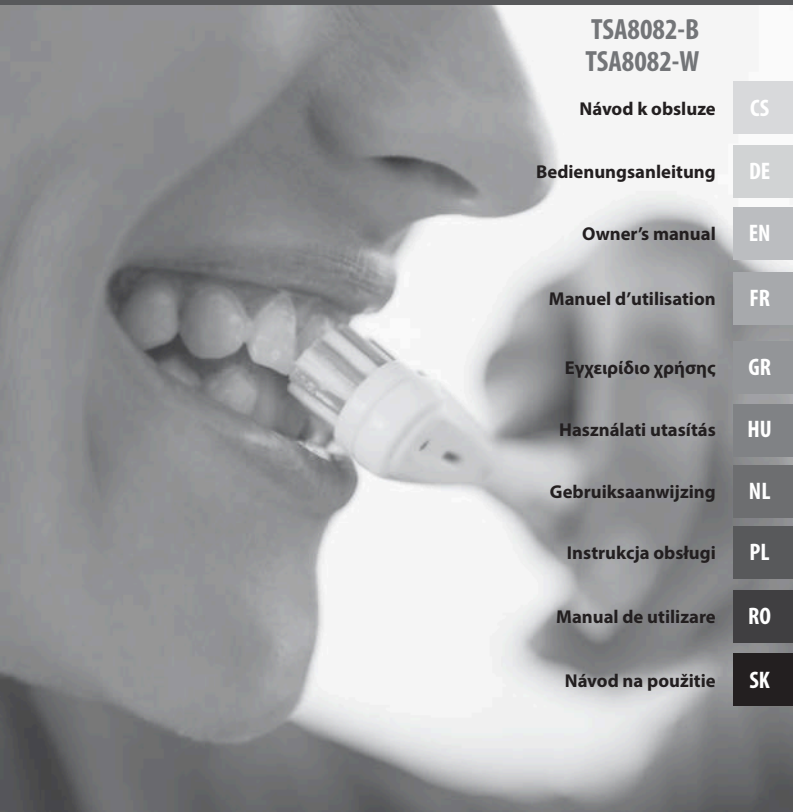 TSA8082-B
TSA8082-W
Návod k obsluze CS
Bedienungsanleitung DE
Owner’s manual EN
Manuel d’utilisation FR
Εγχειρίδιο χρήσης GR
Használati utasítás HU
Gebruiksaanwijzing NL
Instrukcja obsługi PL
Manual de utilizare RO
Návod na použitie SK